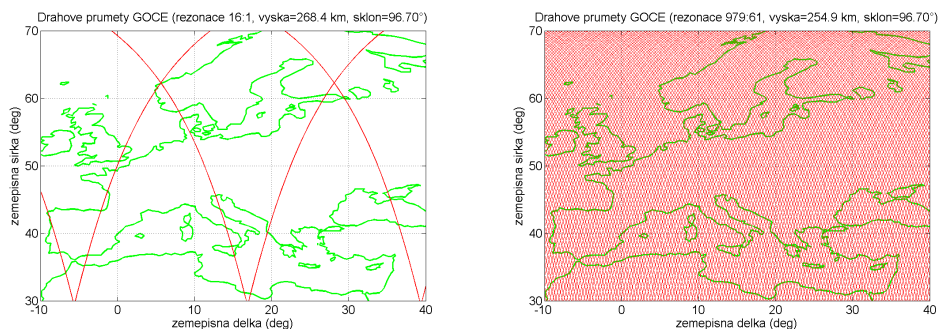 Drahove prumety GOCE (rezonace 16:1, vyska=268.4 km, sklon=96.70°)
70
60
50
40
30
zemepisna sirka (deg)
-10 0 10 20 30 40
zemepisna delka (deg)
Drahove prumety GOCE (rezonace 979:61, vyska=254.9 km, sklon=96.70°)
70
60
50
40
30
zemepisna sirka (deg)
-10 0 10 20 30 40
zemepisna delka (deg)